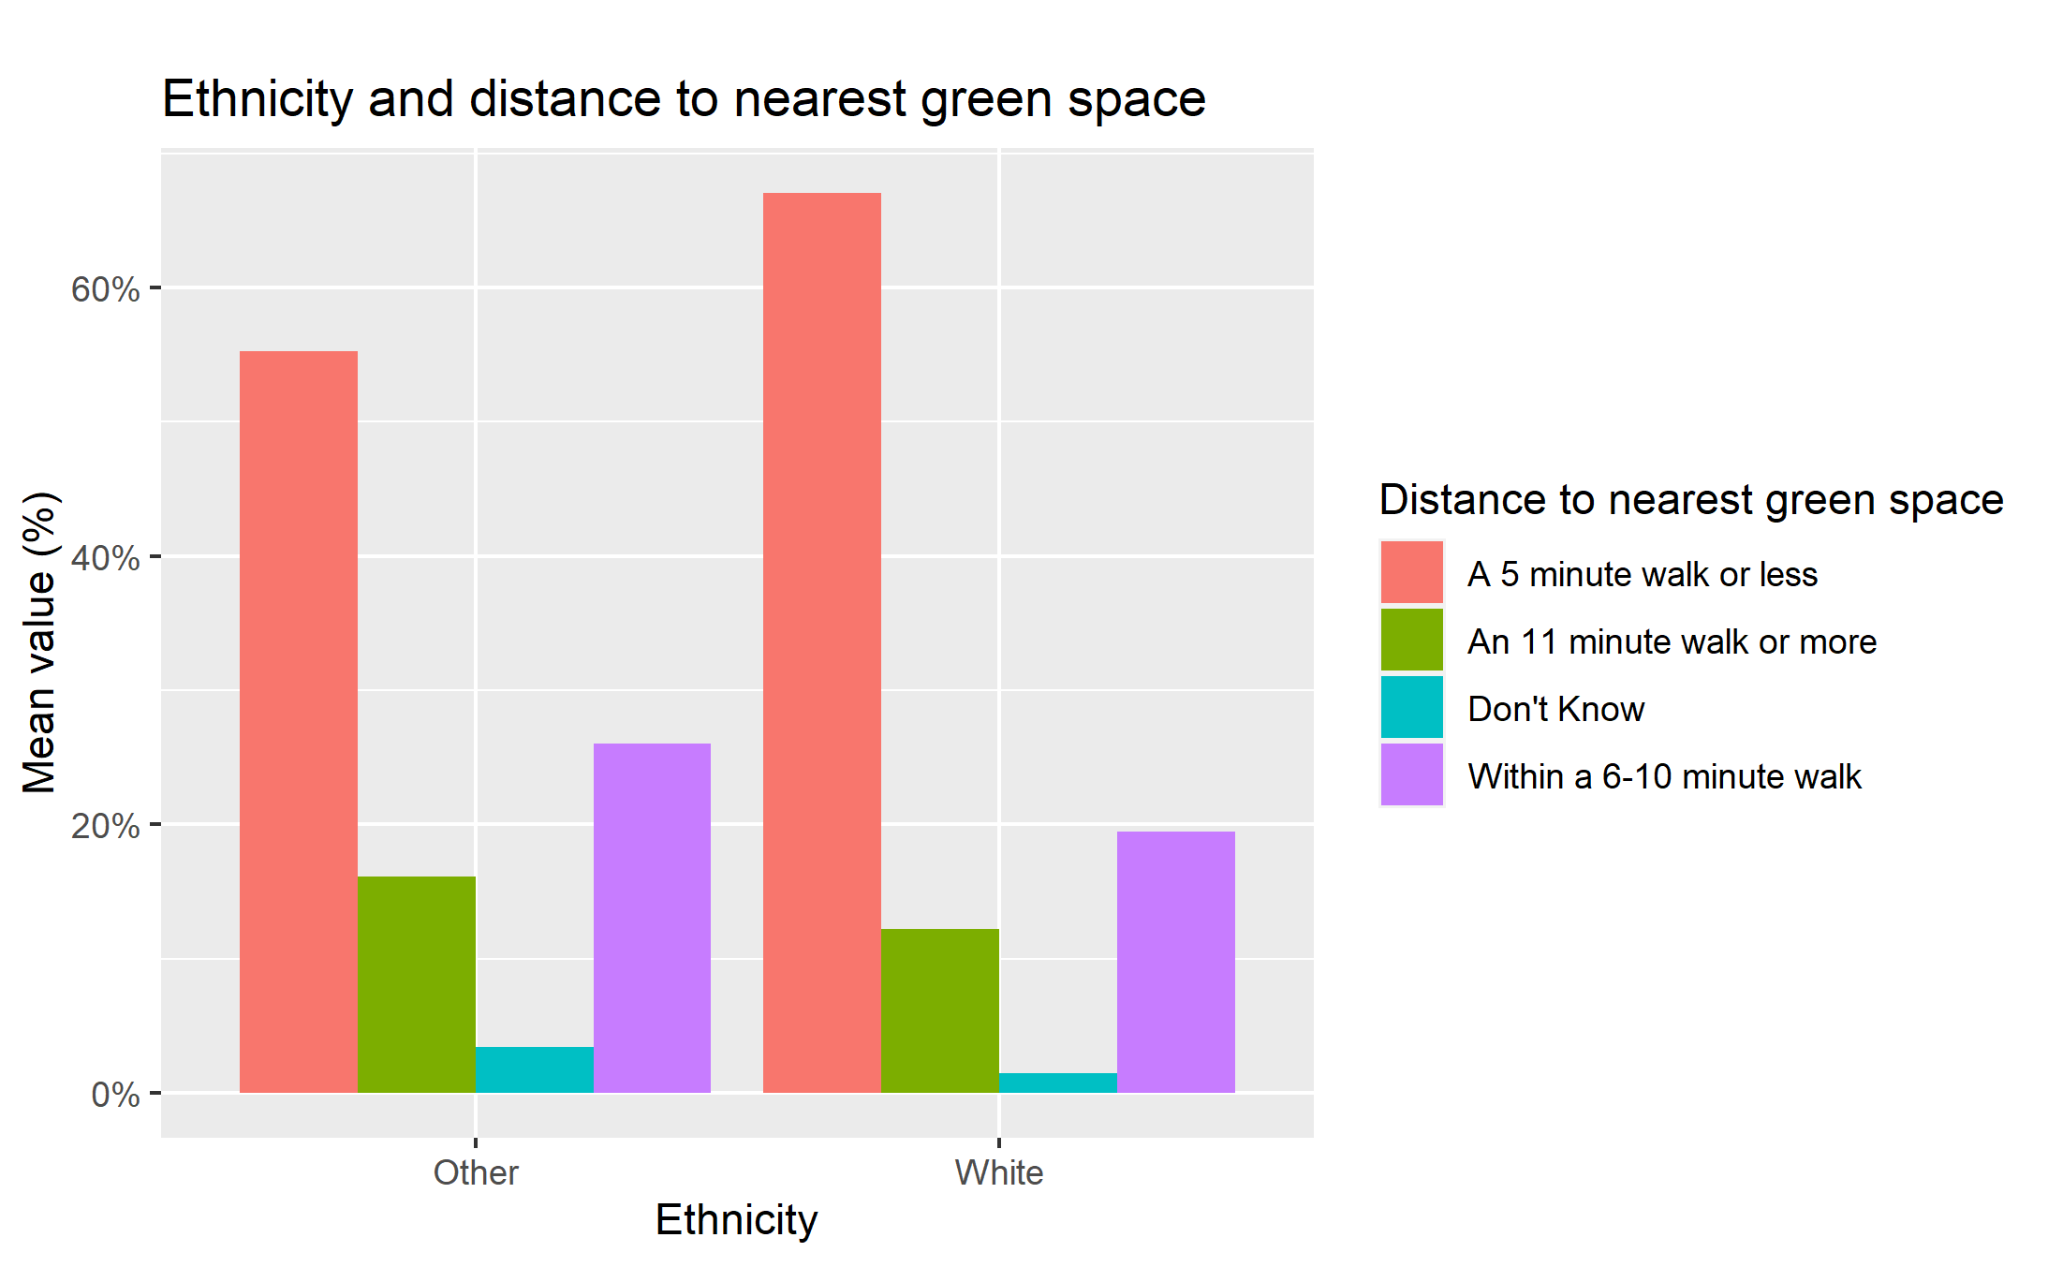 Ethnicity and distance to nearest green space
Mean value (%)
60%
40%
20%
0%
Other
White
Ethnicity
Distance to nearest green space
A 5 minute walk or less
An 11 minute walk or more
Don't Know
Within a 6-10 minute walk